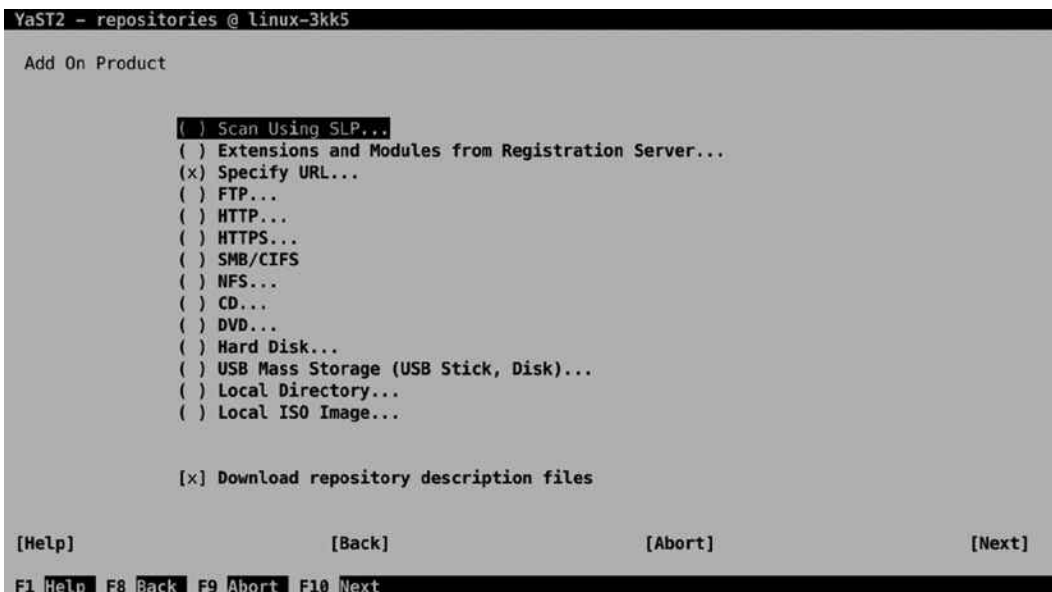 YaST2 - repositories @ linux-3kk5
Add On Product
( ) Scan Using SLP...
( ) Extensions and Modules from Registration Server...
(x) Specify URL...
( ) FTP...
( ) HTTP...
( ) HTTPS...
( ) SMB/CIFS
( ) NFS...
( ) CD...
( ) DVD...
( ) Hard Disk...
( ) USB Mass Storage (USB Stick, Disk)...
( ) Local Directory...
( ) Local ISO Image...
[x] Download repository description files
[Help] [Back] [Abort] [Next]
F1 Help F8 Back F9 Abort F10 Next